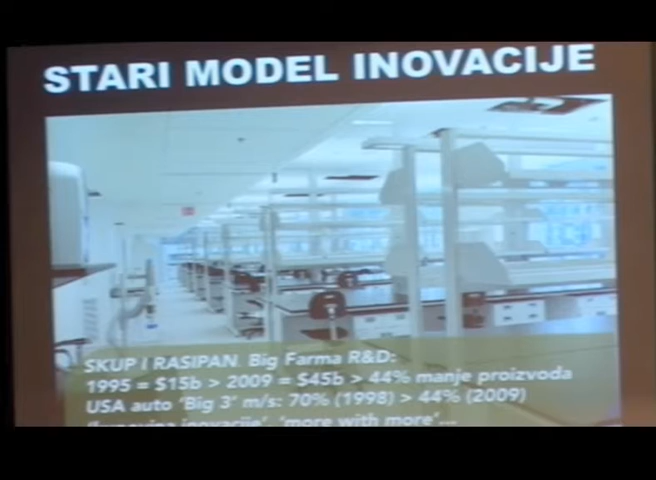 STARI MODEL INOVACIJE
SKUP I RASIPAN. Big Farma R&D:
1995 = $15b > 2009 = $45b > 44% manje proizvoda
USA auto 'Big 3' m/s: 70% (1998) > 44% (2009)
inovacije', 'more with more'...